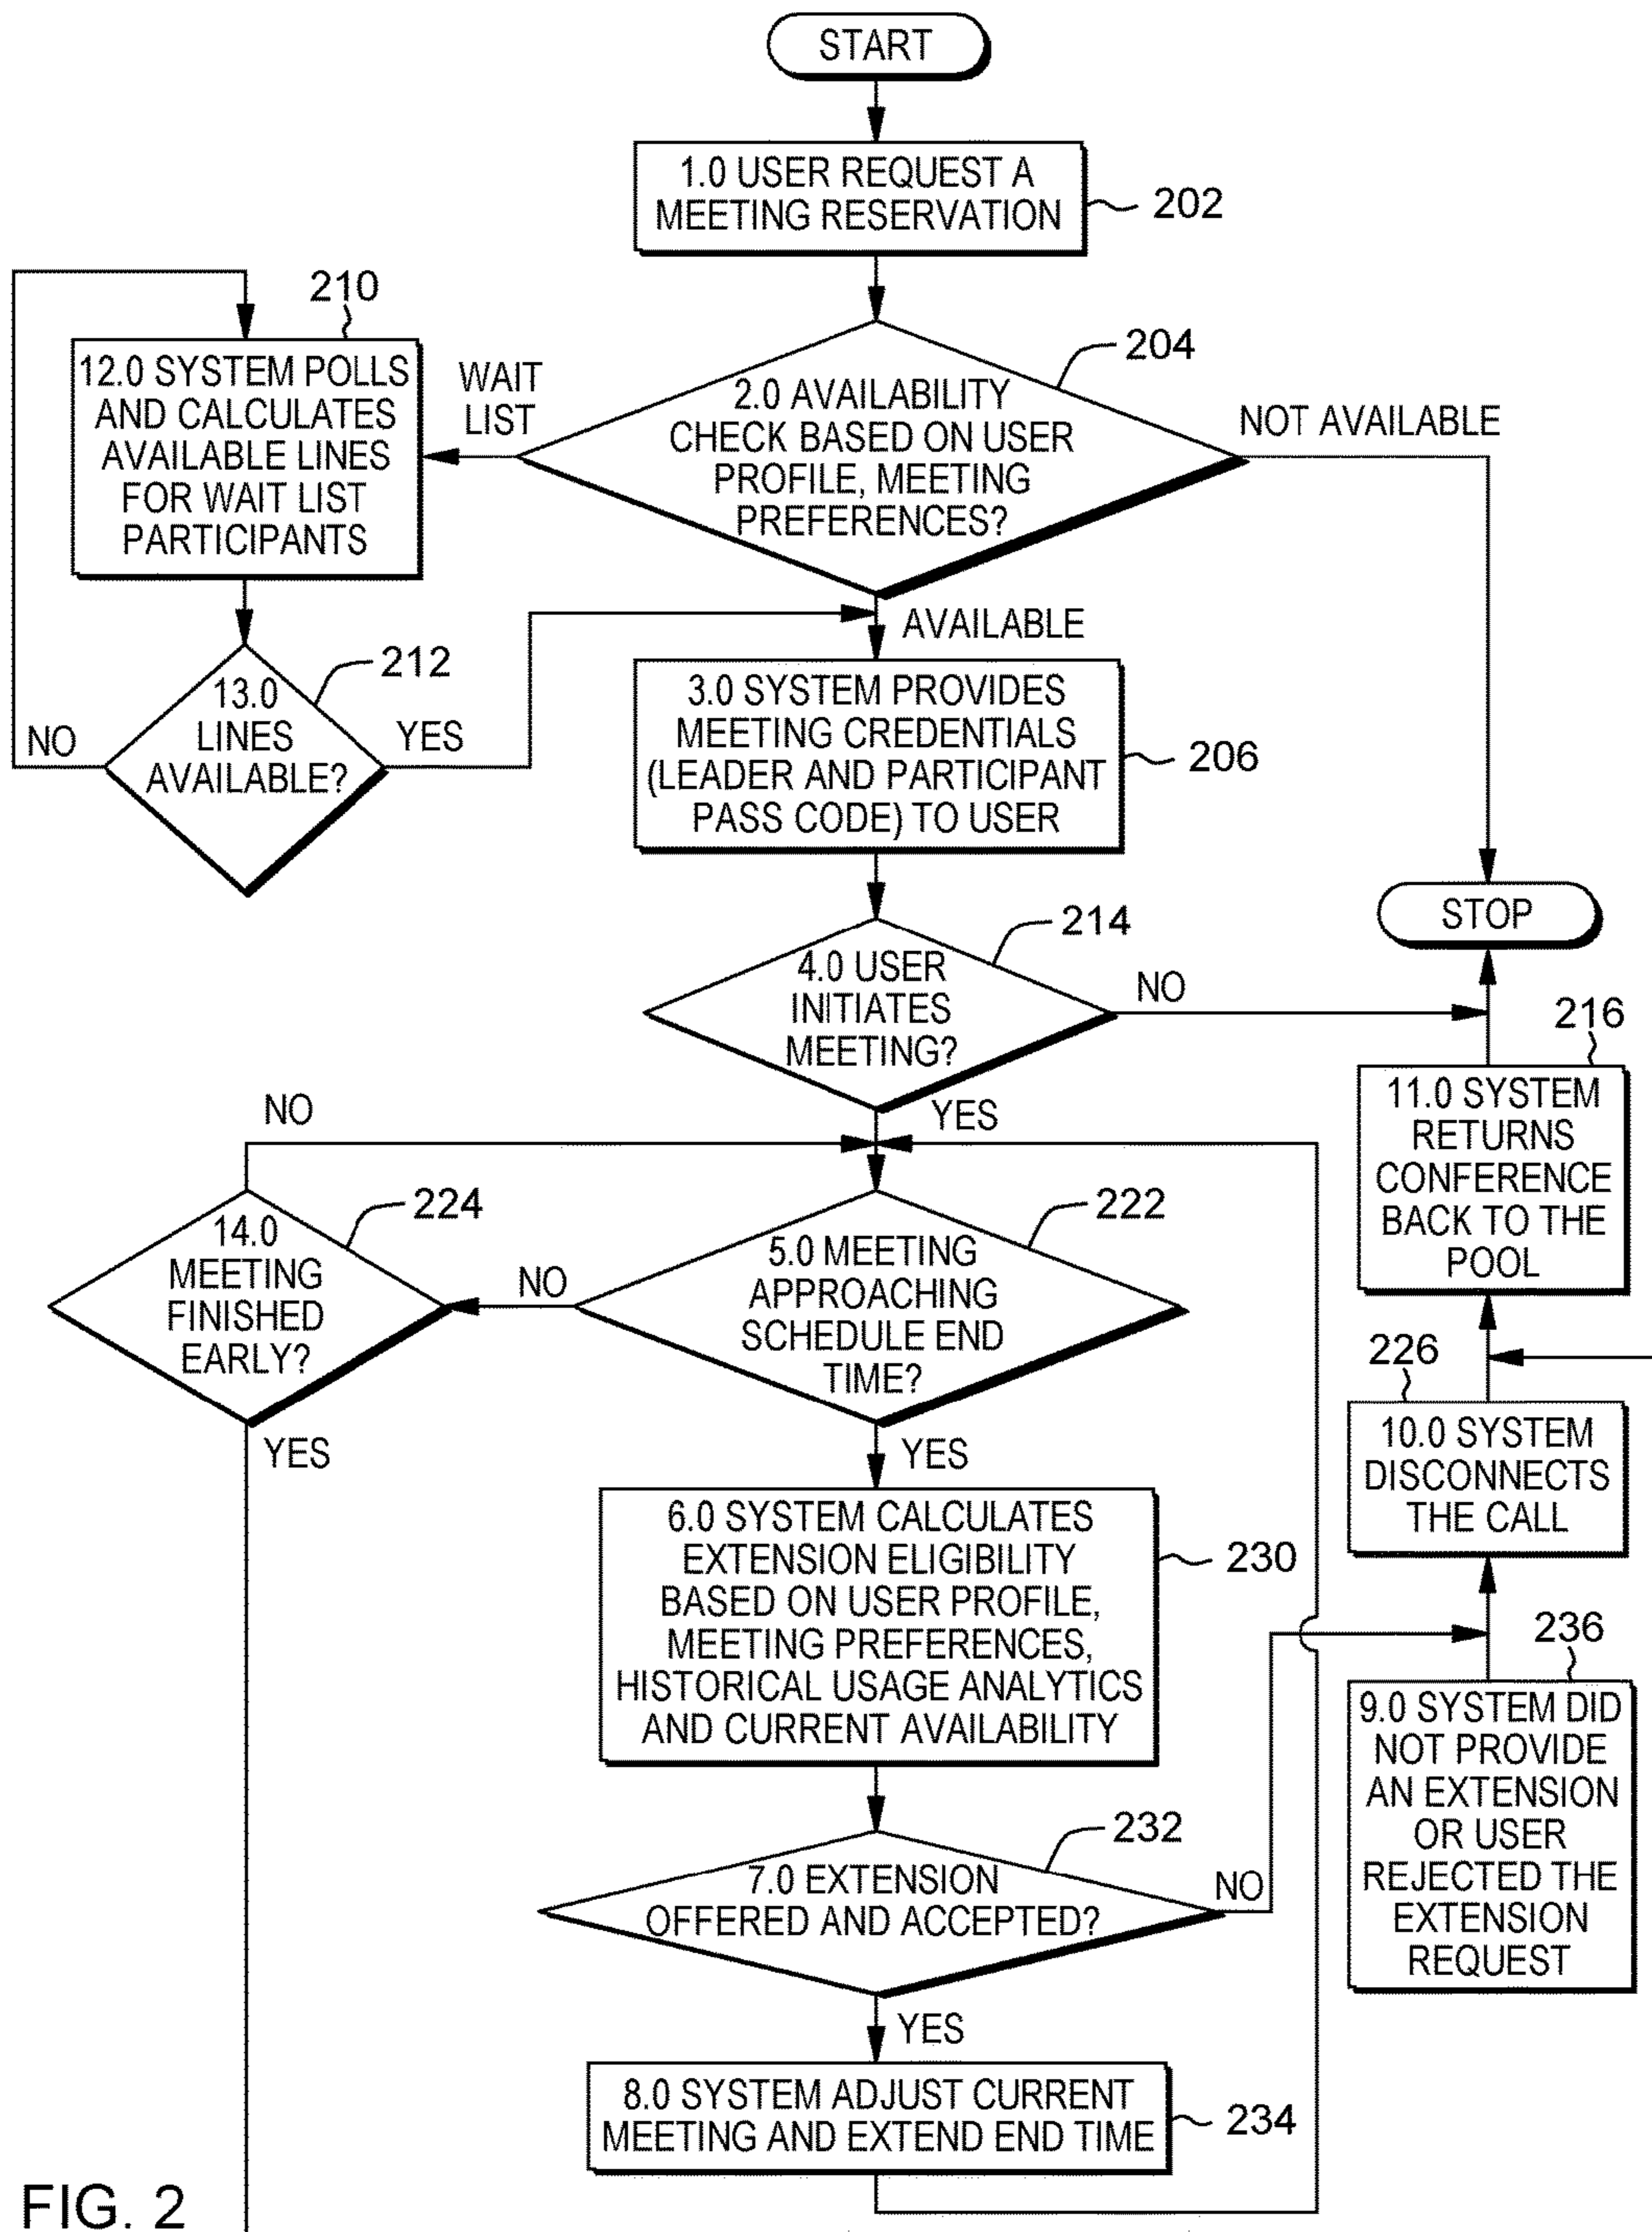 START
1.0 USER REQUEST A
MEETING RESERVATION
202
210
12.0 SYSTEM POLLS
AND CALCULATES
AVAILABLE LINES
FOR WAIT LIST
PARTICIPANTS
WAIT
LIST
204
2.0 AVAILABILITY
CHECK BASED ON USER
PROFILE, MEETING
PREFERENCES?
NOT AVAILABLE
AVAILABLE
212
13.0
LINES
AVAILABLE?
NO
YES
3.0 SYSTEM PROVIDES
MEETING CREDENTIALS
(LEADER AND PARTICIPANT
PASS CODE) TO USER
206
STOP
214
4.0 USER
INITIATES
MEETING?
NO
YES
216
11.0 SYSTEM
RETURNS
CONFERENCE
BACK TO THE
POOL
NO
224
14.0
MEETING
FINISHED
EARLY?
NO
YES
222
5.0 MEETING
APPROACHING
SCHEDULE END
TIME?
YES
226
10.0 SYSTEM
DISCONNECTS
THE CALL
6.0 SYSTEM CALCULATES
EXTENSION ELIGIBILITY
BASED ON USER PROFILE,
MEETING PREFERENCES,
HISTORICAL USAGE ANALYTICS
AND CURRENT AVAILABILITY
230
236
9.0 SYSTEM DID
NOT PROVIDE
AN EXTENSION
OR USER
REJECTED THE
EXTENSION
REQUEST
232
7.0 EXTENSION
OFFERED AND ACCEPTED?
NO
YES
8.0 SYSTEM ADJUST CURRENT
MEETING AND EXTEND END TIME
234
FIG. 2